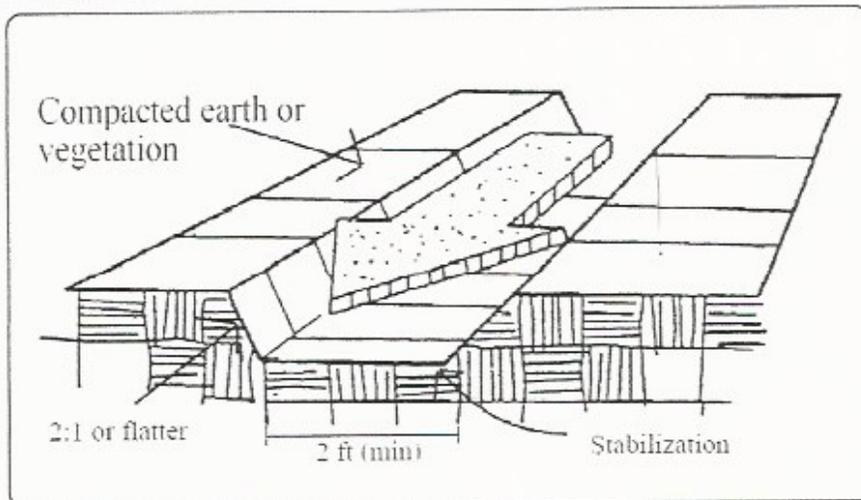 Compacted earth or
vegetation
2:1 or flatter
2 ft (min)
Stabilization